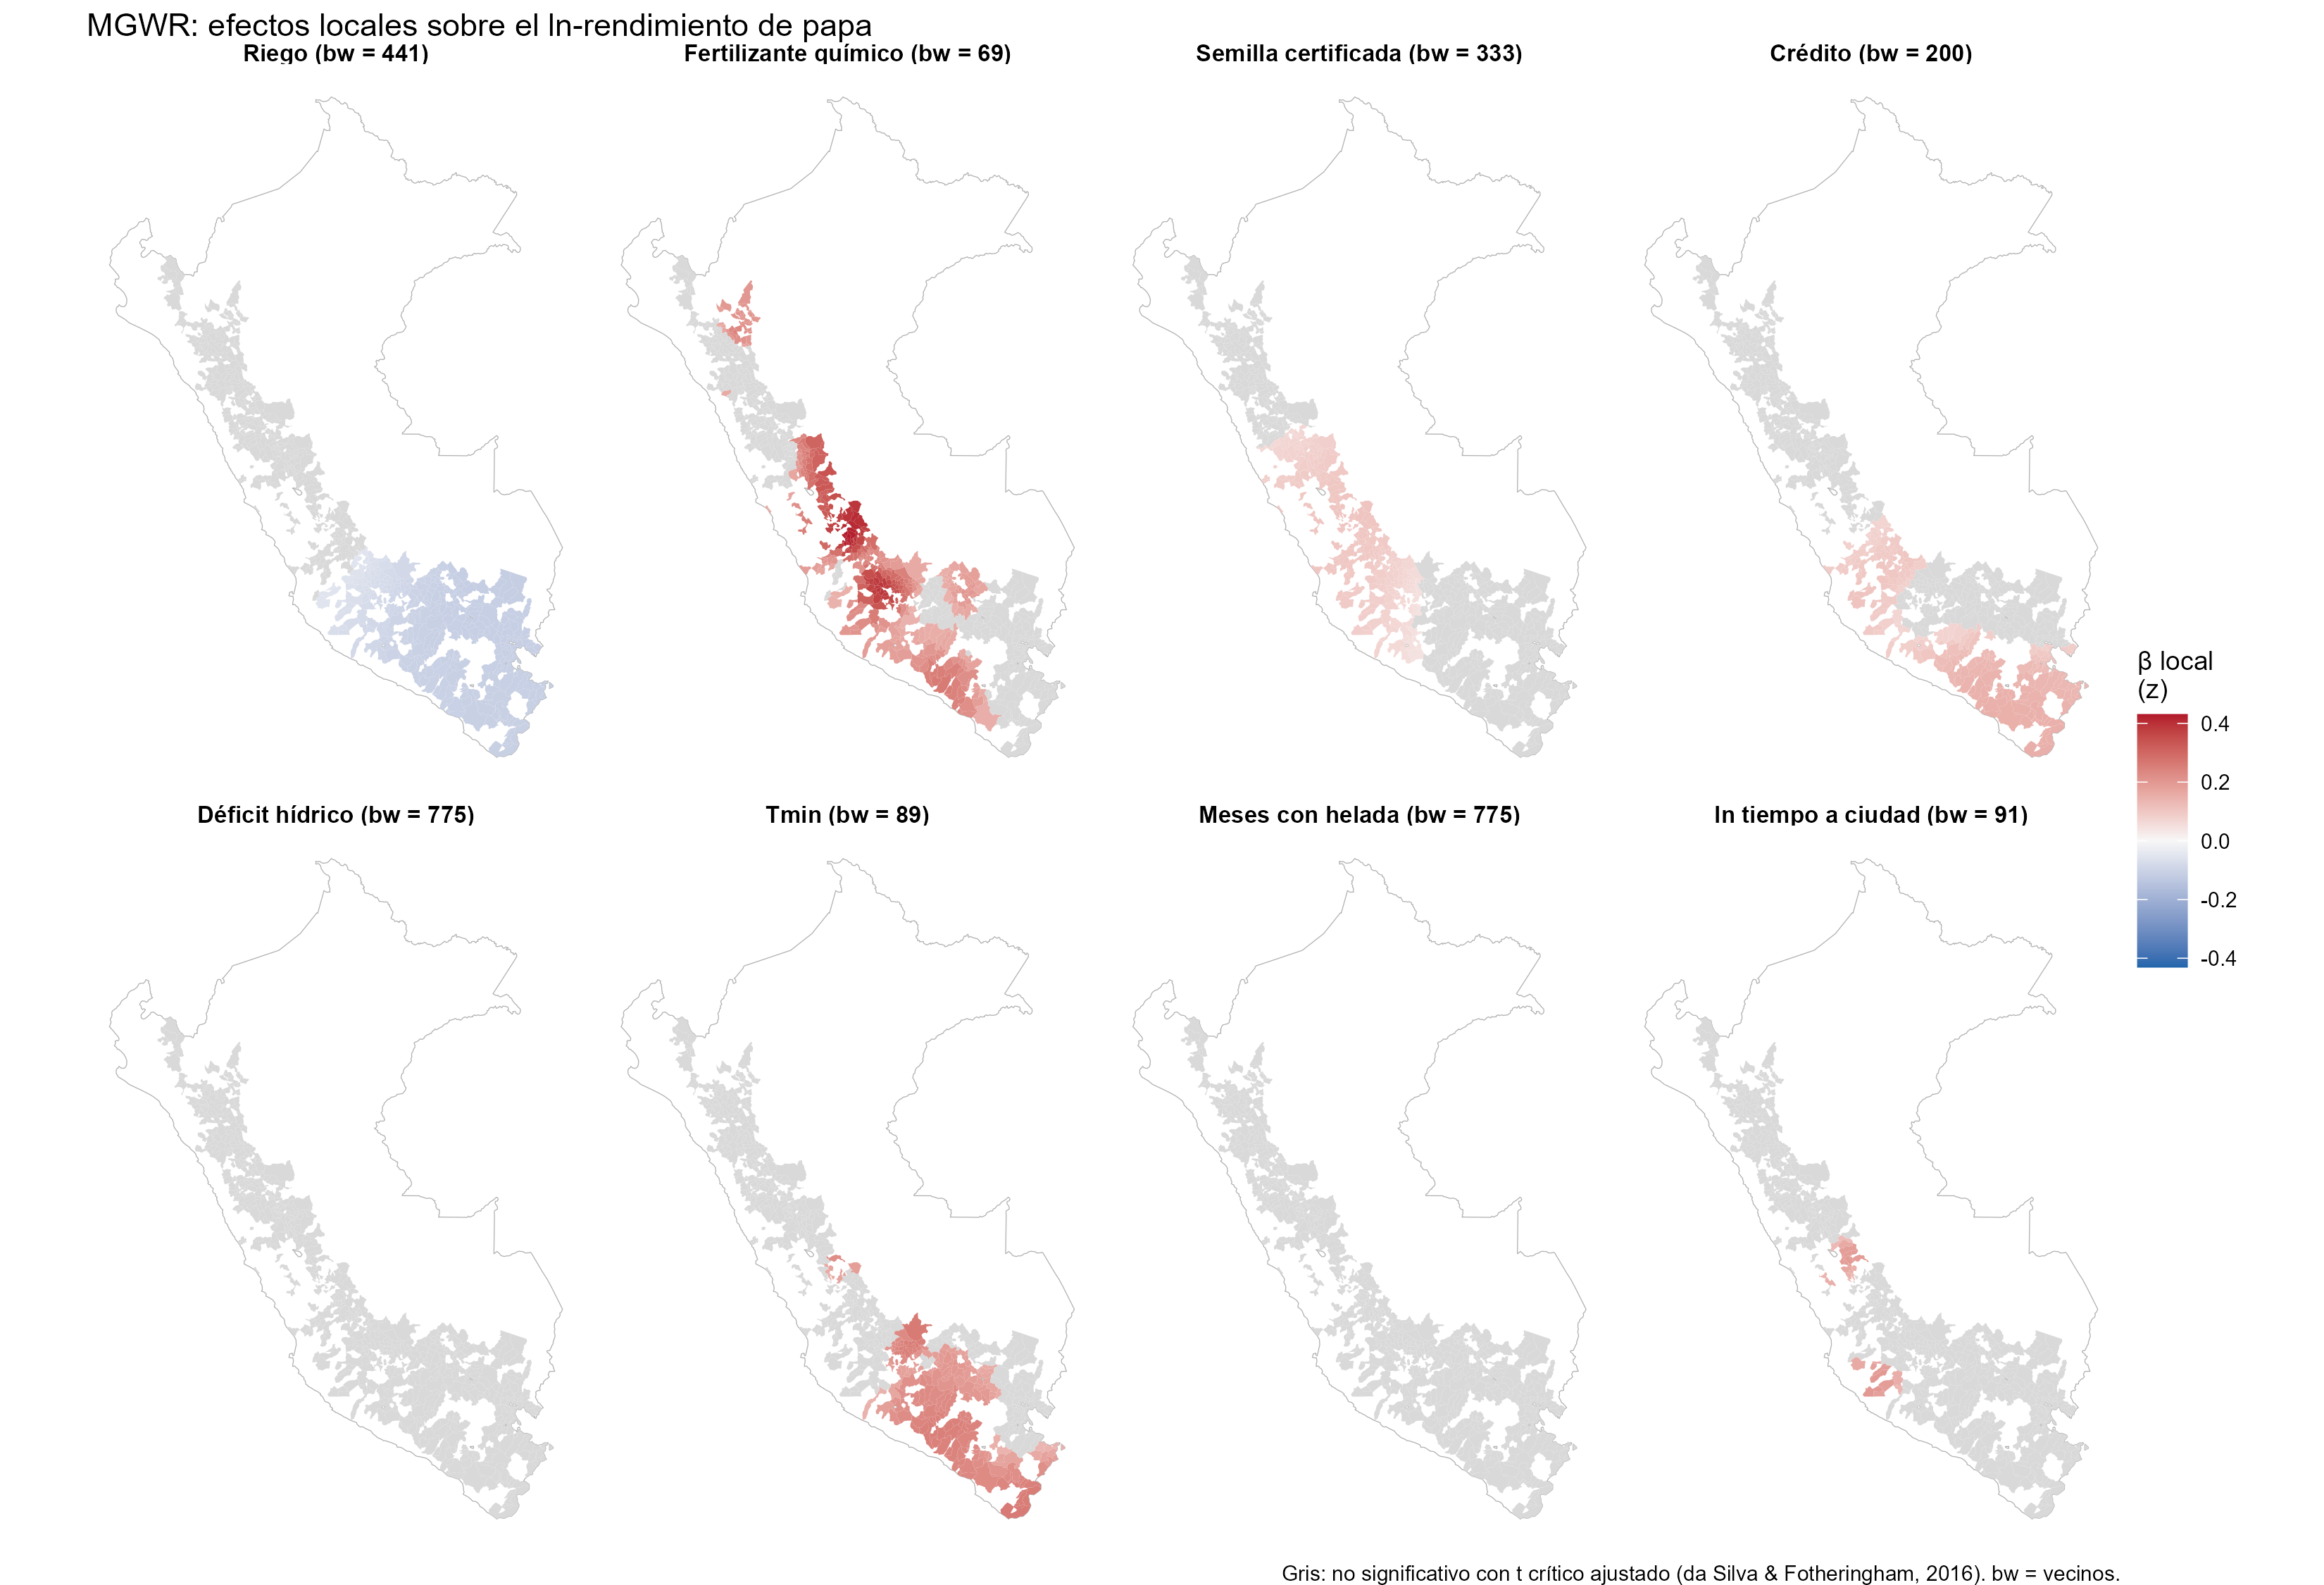 MGWR: efectos locales sobre el ln-rendimiento de papa
Riego (bw = 441)
Fertilizante químico (bw = 69)
Semilla certificada (bw = 333)
Crédito (bw = 200)
Déficit hídrico (bw = 775)
Tmin (bw = 89)
Meses con helada (bw = 775)
ln tiempo a ciudad (bw = 91)
β local
(z)
0.4
0.2
0.0
-0.2
-0.4
Gris: no significativo con t crítico ajustado (da Silva & Fotheringham, 2016). bw = vecinos.